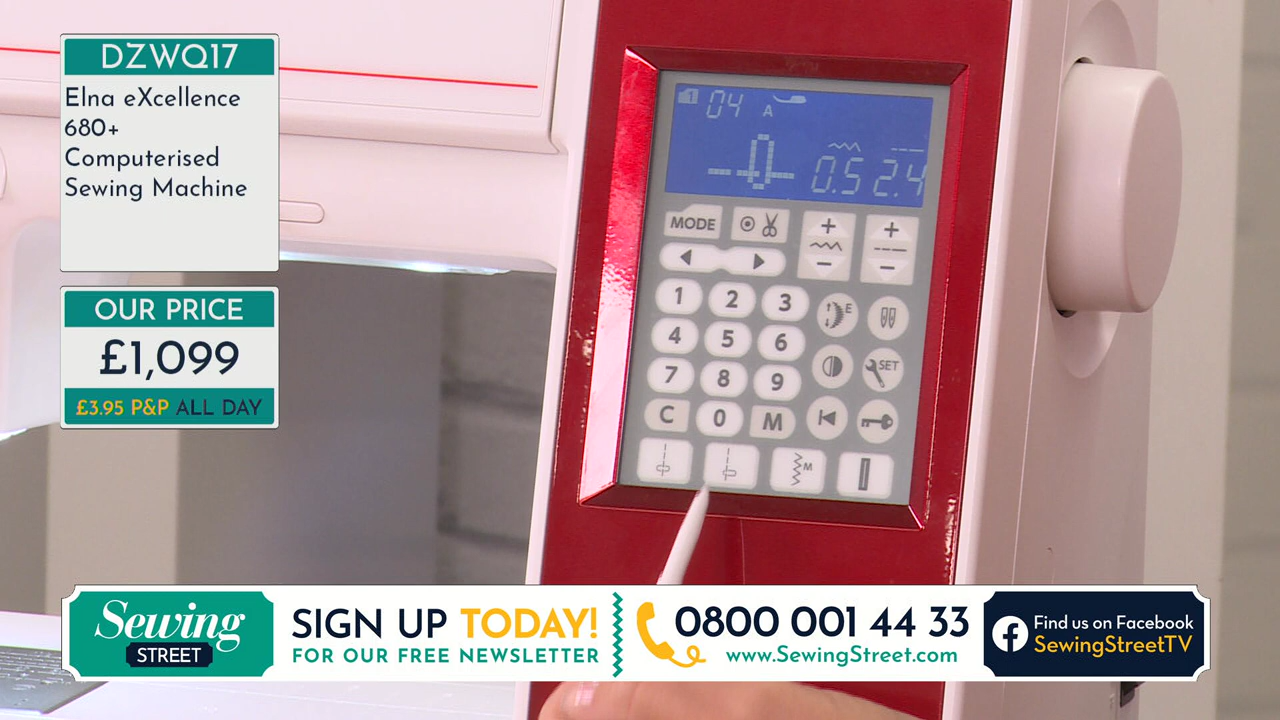 DZWQ17
Elna eXcellence
680+
Computerised
Sewing Machine
OUR PRICE
£1,099
£3.95 P&P ALL DAY
1 04 A
0.5 2.4
MODE
+ +
- -
1 2 3
E
4 5 6
7 8 9
SET
C 0 M
M
Sewing
STREET
SIGN UP TODAY!
FOR OUR FREE NEWSLETTER
0800 001 44 33
www.SewingStreet.com
Find us on Facebook
SewingStreetTV